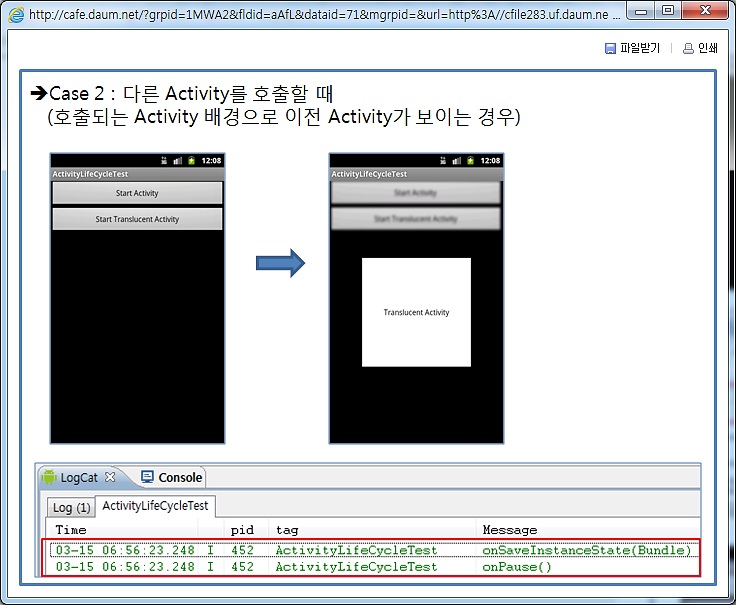 http://cafe.daum.net/?grpid=1MWA2&fldid=aAfL&dataid=71&mgrpid=&url=http%3A//cfile283.uf.daum.ne ...
파일받기 | 인쇄
➔Case 2 : 다른 Activity를 호출할 때
(호출되는 Activity 배경으로 이전 Activity가 보이는 경우)
12:08
ActivityLifeCycleTest
Start Activity
Start Translucent Activity
12:08
ActivityLifeCycleTest
Start Activity
Start Translucent Activity
Translucent Activity
LogCat Console
Log (1) ActivityLifeCycleTest
Time pid tag Message
03-15 06:56:23.248 I 452 ActivityLifeCycleTest onSaveInstanceState(Bundle)
03-15 06:56:23.248 I 452 ActivityLifeCycleTest onPause()